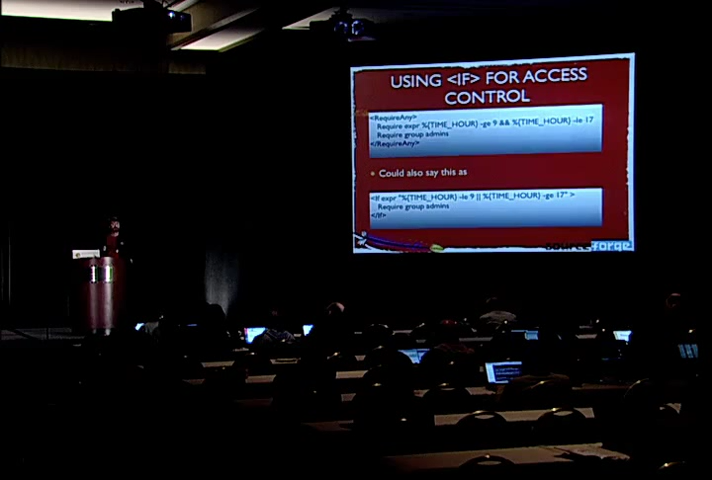 USING <IF> FOR ACCESS
CONTROL
<RequireAny>
Require expr %{TIME_HOUR} -ge 9 && %{TIME_HOUR} -le 17
Require group admins
</RequireAny>
Could also say this as
<If expr "%{TIME_HOUR} -le 9 || %{TIME_HOUR} -ge 17" >
Require group admins
</If>
sourceforge